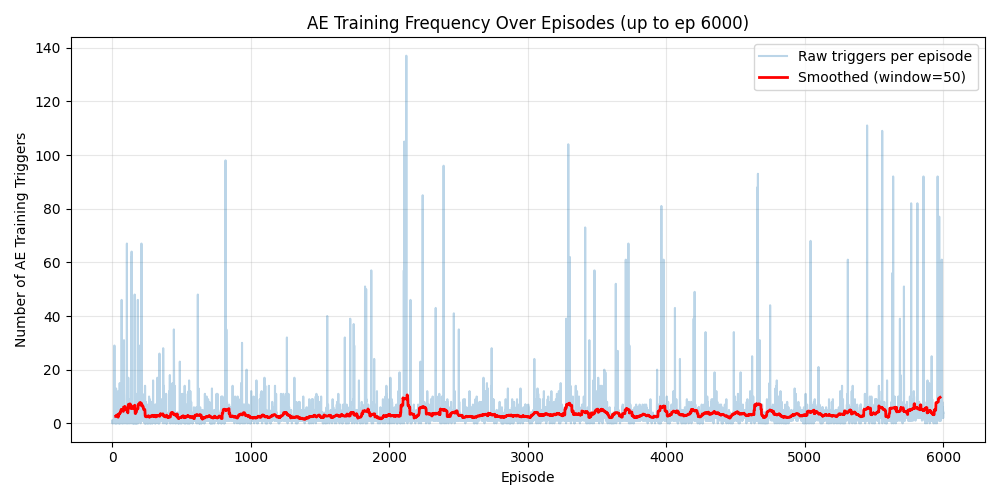 AE Training Frequency Over Episodes (up to ep 6000)
Raw triggers per episode
Smoothed (window=50)
Number of AE Training Triggers
140
120
100
80
60
40
20
0
0 1000 2000 3000 4000 5000 6000
Episode